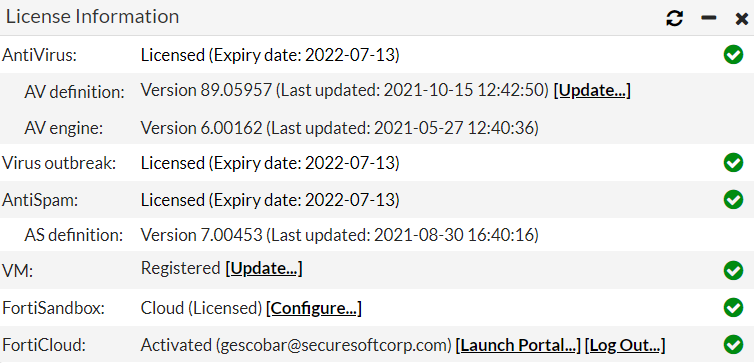 License Information
AntiVirus: Licensed (Expiry date: 2022-07-13)
AV definition: Version 89.05957 (Last updated: 2021-10-15 12:42:50) [Update...]
AV engine: Version 6.00162 (Last updated: 2021-05-27 12:40:36)
Virus outbreak: Licensed (Expiry date: 2022-07-13)
AntiSpam: Licensed (Expiry date: 2022-07-13)
AS definition: Version 7.00453 (Last updated: 2021-08-30 16:40:16)
VM: Registered [Update...]
FortiSandbox: Cloud (Licensed) [Configure...]
FortiCloud: Activated (gescobar@securesoftcorp.com) [Launch Portal...] [Log Out...]